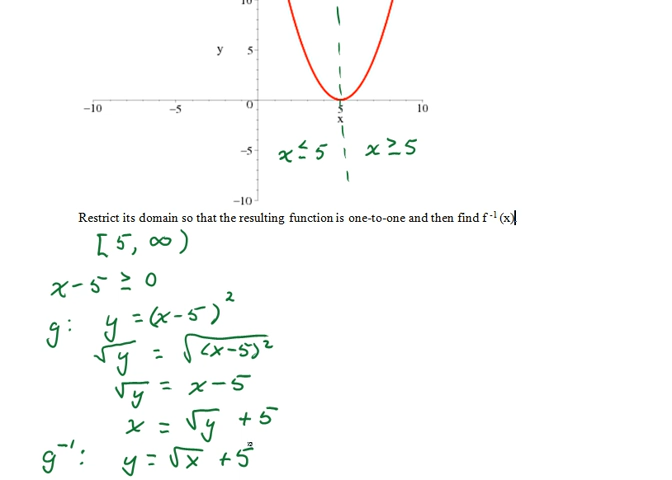 10
y
5
-10 -5 0 5 10
x
-5
x ≤ 5 x ≥ 5
-10
Restrict its domain so that the resulting function is one-to-one and then find f⁻¹(x)
[5, ∞)
x-5 ≥ 0
g: y = (x-5)²
√y = √(x-5)²
√y = x-5
x = √y + 5
g⁻¹: y = √x + 5